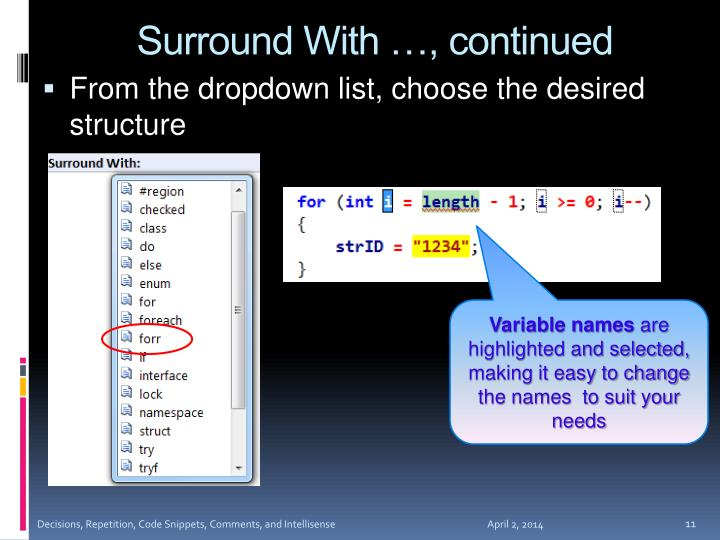 Surround With …, continued
From the dropdown list, choose the desired
structure
Surround With:
#region
checked
class
do
else
enum
for
foreach
forr
if
interface
lock
namespace
struct
try
tryf
for (int i = length - 1; i >= 0; i--)
{
strID = "1234";
}
Variable names are
highlighted and selected,
making it easy to change
the names to suit your
needs
Decisions, Repetition, Code Snippets, Comments, and Intellisense
April 2, 2014
11